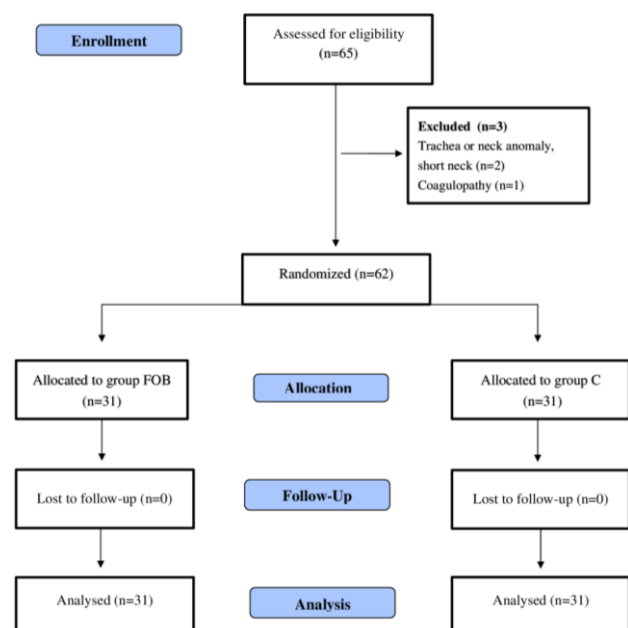 Enrollment
Assessed for eligibility
(n=65)
Excluded (n=3)
Trachea or neck anomaly,
short neck (n=2)
Coagulopathy (n=1)
Randomized (n=62)
Allocated to group FOB
(n=31)
Allocation
Allocated to group C
(n=31)
Lost to follow-up (n=0)
Follow-Up
Lost to follow-up (n=0)
Analysed (n=31)
Analysis
Analysed (n=31)